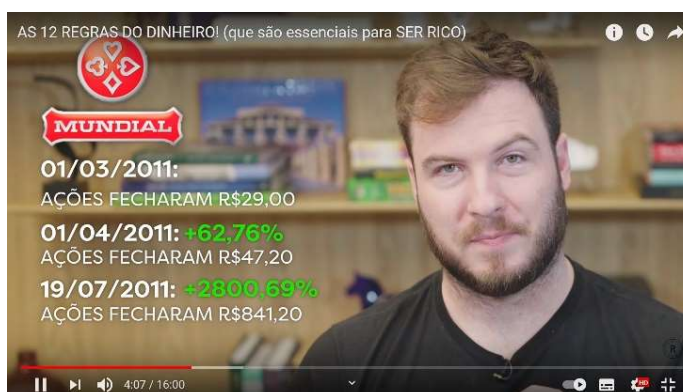 AS 12 REGRAS DO DINHEIRO! (que são essenciais para SER RICO)
MUNDIAL
01/03/2011:
AÇÕES FECHARAM R$29,00
01/04/2011: +62,76%
AÇÕES FECHARAM R$47,20
19/07/2011: +2800,69%
AÇÕES FECHARAM R$841,20
R
4:07 / 16:00
HD